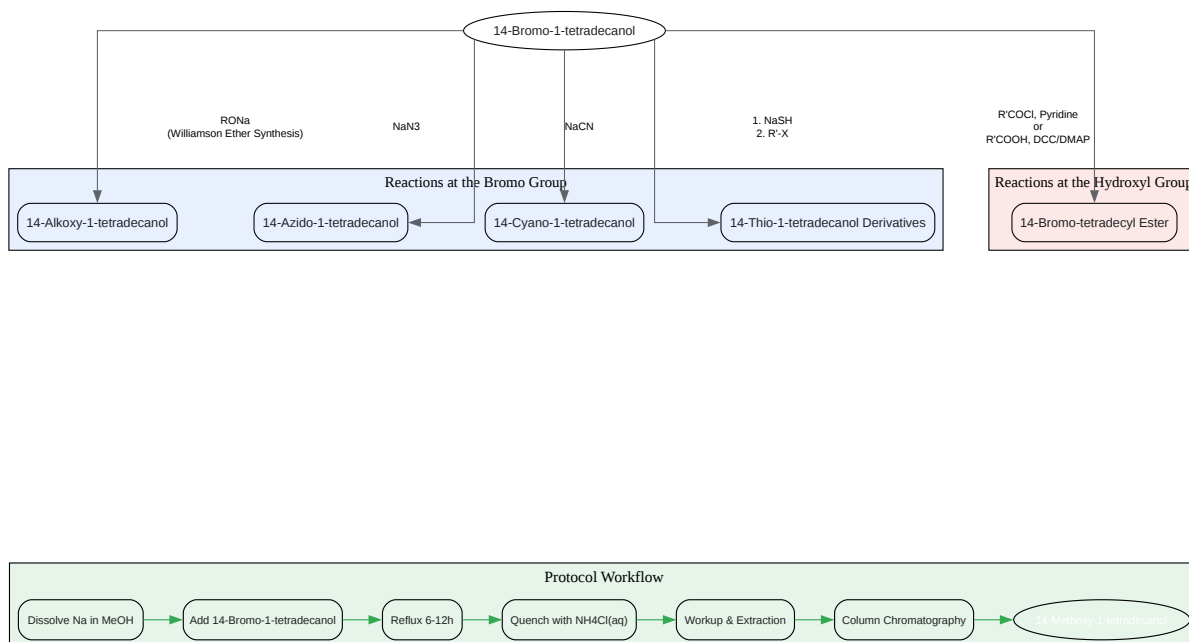 14-Bromo-1-tetradecanol
RONa
(Williamson Ether Synthesis)
NaN3
NaCN
1. NaSH
2. R'-X
R'COCl, Pyridine
or
R'COOH, DCC/DMAP
Reactions at the Bromo Group
Reactions at the Hydroxyl Group
14-Alkoxy-1-tetradecanol
14-Azido-1-tetradecanol
14-Cyano-1-tetradecanol
14-Thio-1-tetradecanol Derivatives
14-Bromo-tetradecyl Ester
Protocol Workflow
Dissolve Na in MeOH
Add 14-Bromo-1-tetradecanol
Reflux 6-12h
Quench with NH4Cl(aq)
Workup & Extraction
Column Chromatography
14-Methoxy-1-tetradecanol